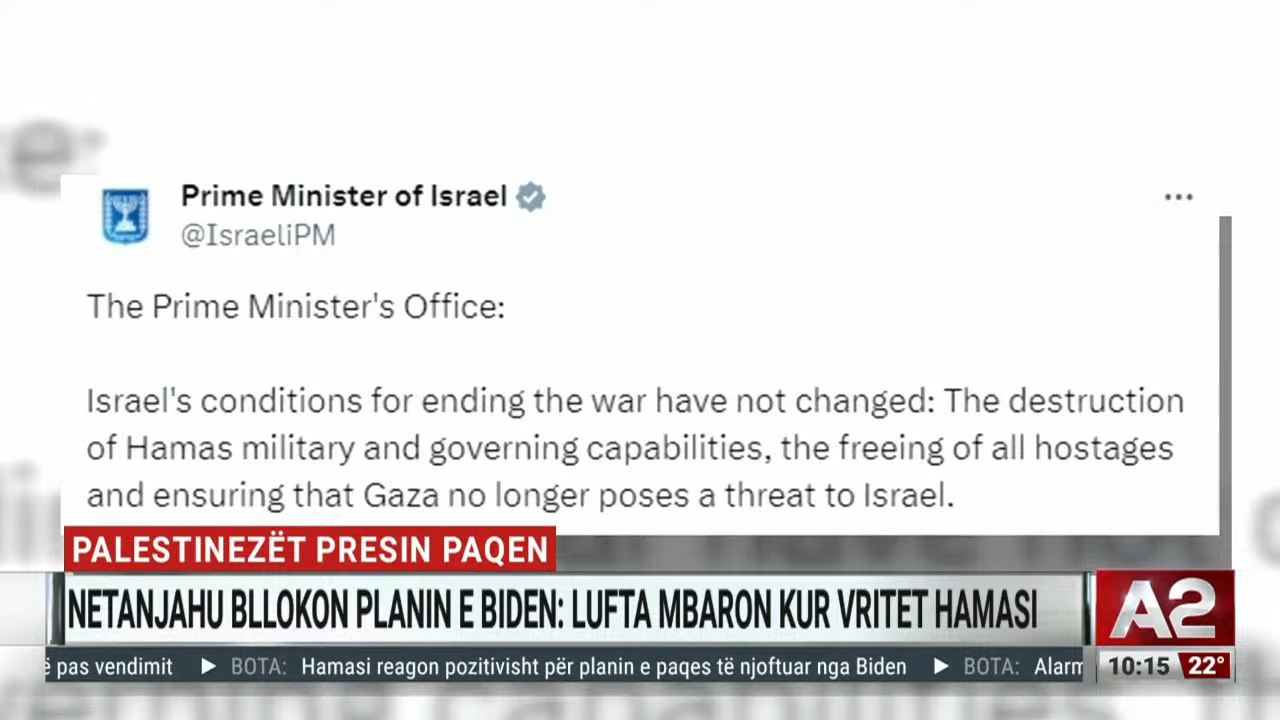 Prime Minister of Israel
@IsraeliPM
The Prime Minister's Office:
Israel's conditions for ending the war have not changed: The destruction
of Hamas military and governing capabilities, the freeing of all hostages
and ensuring that Gaza no longer poses a threat to Israel.
PALESTINEZËT PRESIN PAQEN
NETANJAHU BLLOKON PLANIN E BIDEN: LUFTA MBARON KUR VRITET HAMASI
A2
ë pas vendimit ▶ BOTA: Hamasi reagon pozitivisht për planin e paqes të njoftuar nga Biden ▶ BOTA: Alarm
10:15 22°